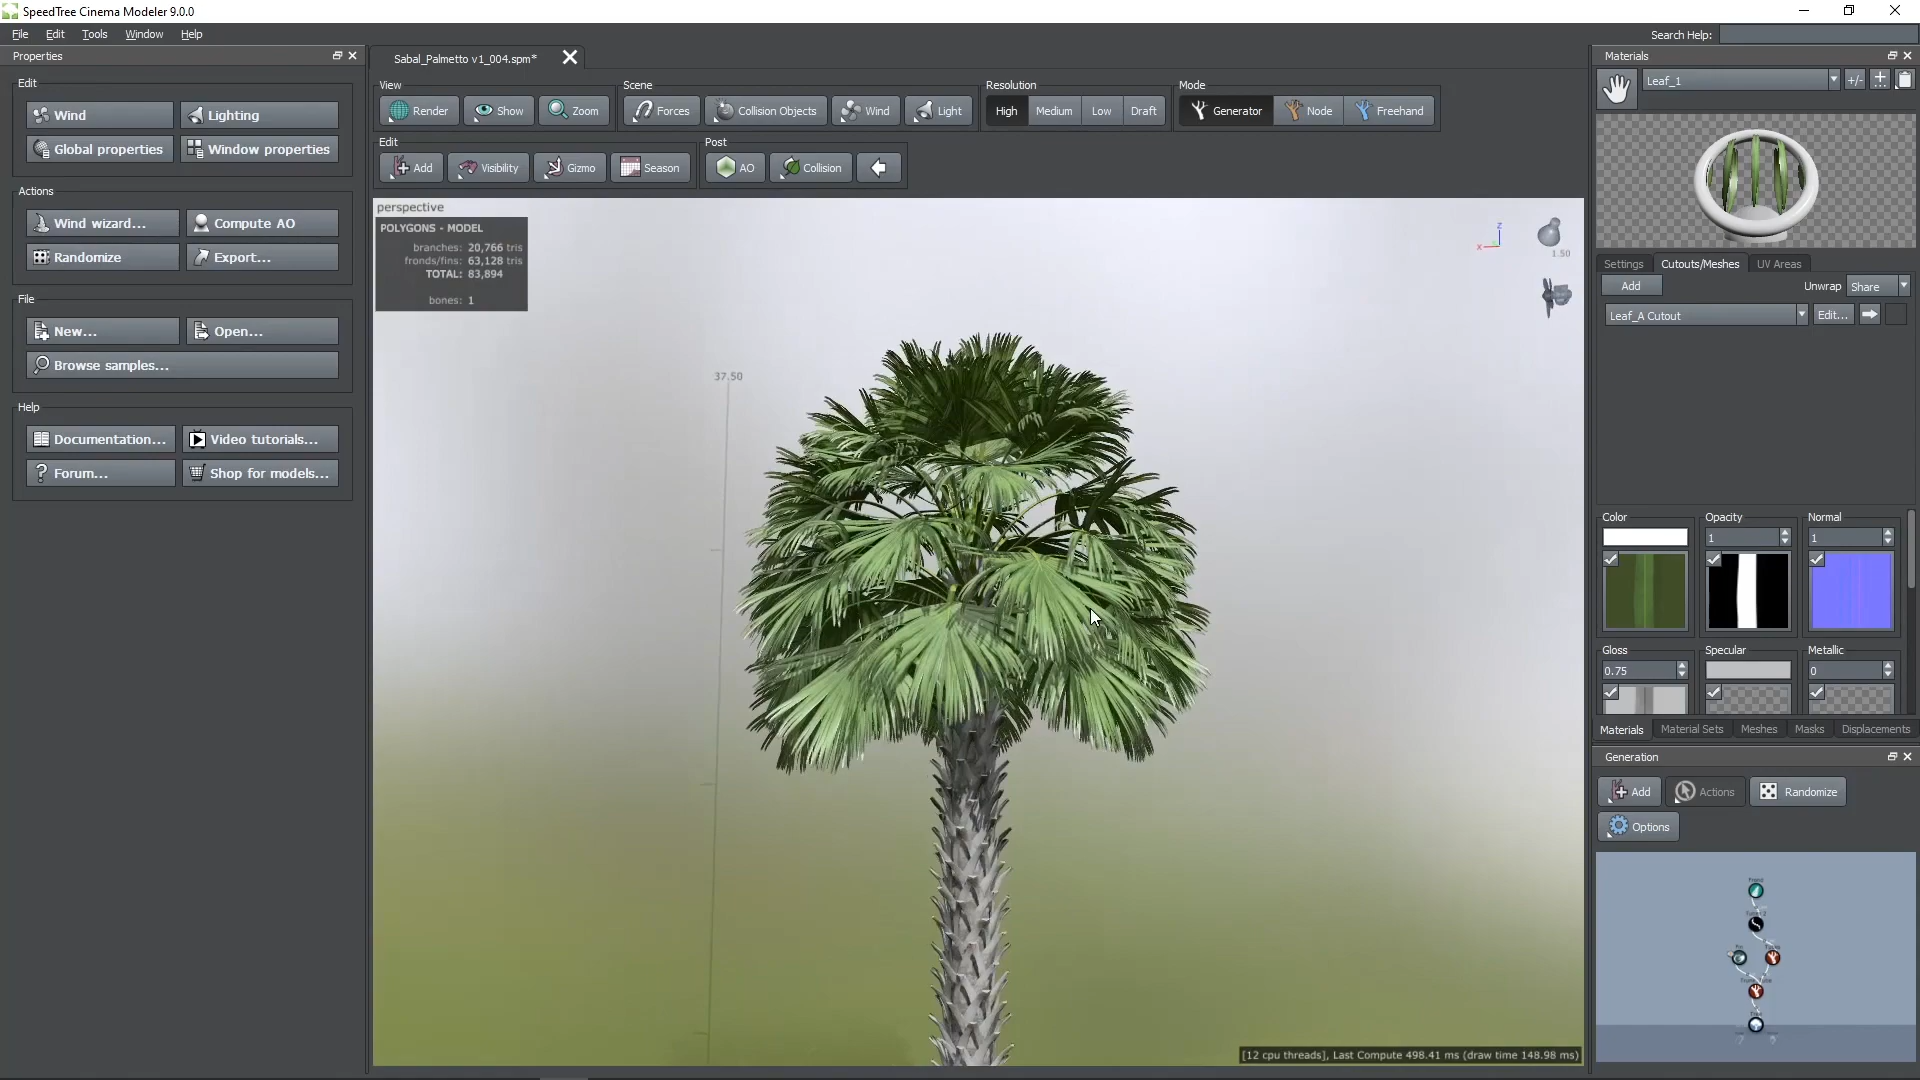 SpeedTree Cinema Modeler 9.0.0
File Edit Tools Window Help
Search Help:
Properties
Edit
Wind
Lighting
Global properties
Window properties
Actions
Wind wizard...
Compute AO
Randomize
Export...
File
New...
Open...
Browse samples...
Help
Documentation...
Video tutorials...
Forum...
Shop for models...
Sabal_Palmetto v1_004.spm*
View
Render
Show
Zoom
Scene
Forces
Collision Objects
Wind
Light
Resolution
High
Medium
Low
Draft
Mode
Generator
Node
Freehand
Edit
Add
Visibility
Gizmo
Season
Post
AO
Collision
perspective
POLYGONS - MODEL
branches: 20,766 tris
fronds/fins: 63,128 tris
TOTAL: 83,894
bones: 1
37.50
z
x
1.50
[12 cpu threads], Last Compute 498.41 ms (draw time 148.98 ms)
Materials
Leaf_1
+/-
Settings
Cutouts/Meshes
UV Areas
Add
Unwrap
Share
Leaf_A Cutout
Edit...
Color
Opacity
Normal
1
1
Gloss
Specular
Metallic
0.75
0
Materials
Material Sets
Meshes
Masks
Displacements
Generation
Add
Actions
Randomize
Options